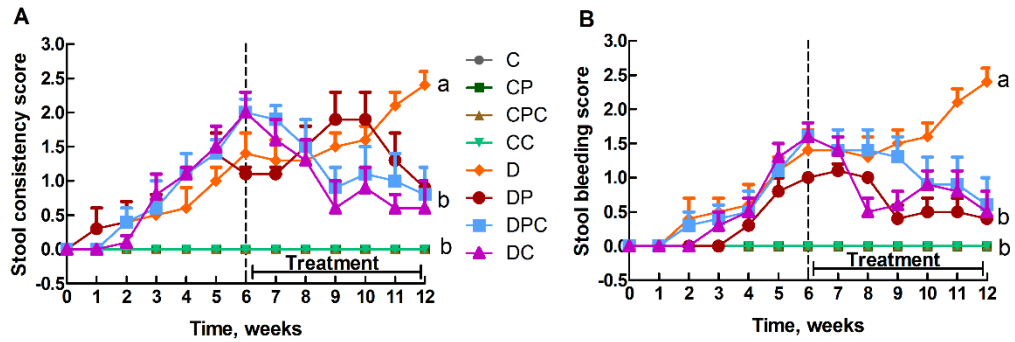 A
Stool consistency score
3.0
2.5
2.0
1.5
1.0
0.5
0.0
-0.5
0 1 2 3 4 5 6 7 8 9 10 11 12
Time, weeks
Treatment
a
b
b
C
CP
CPC
CC
D
DP
DPC
DC
B
Stool bleeding score
3.0
2.5
2.0
1.5
1.0
0.5
0.0
-0.5
0 1 2 3 4 5 6 7 8 9 10 11 12
Time, weeks
Treatment
a
b
b